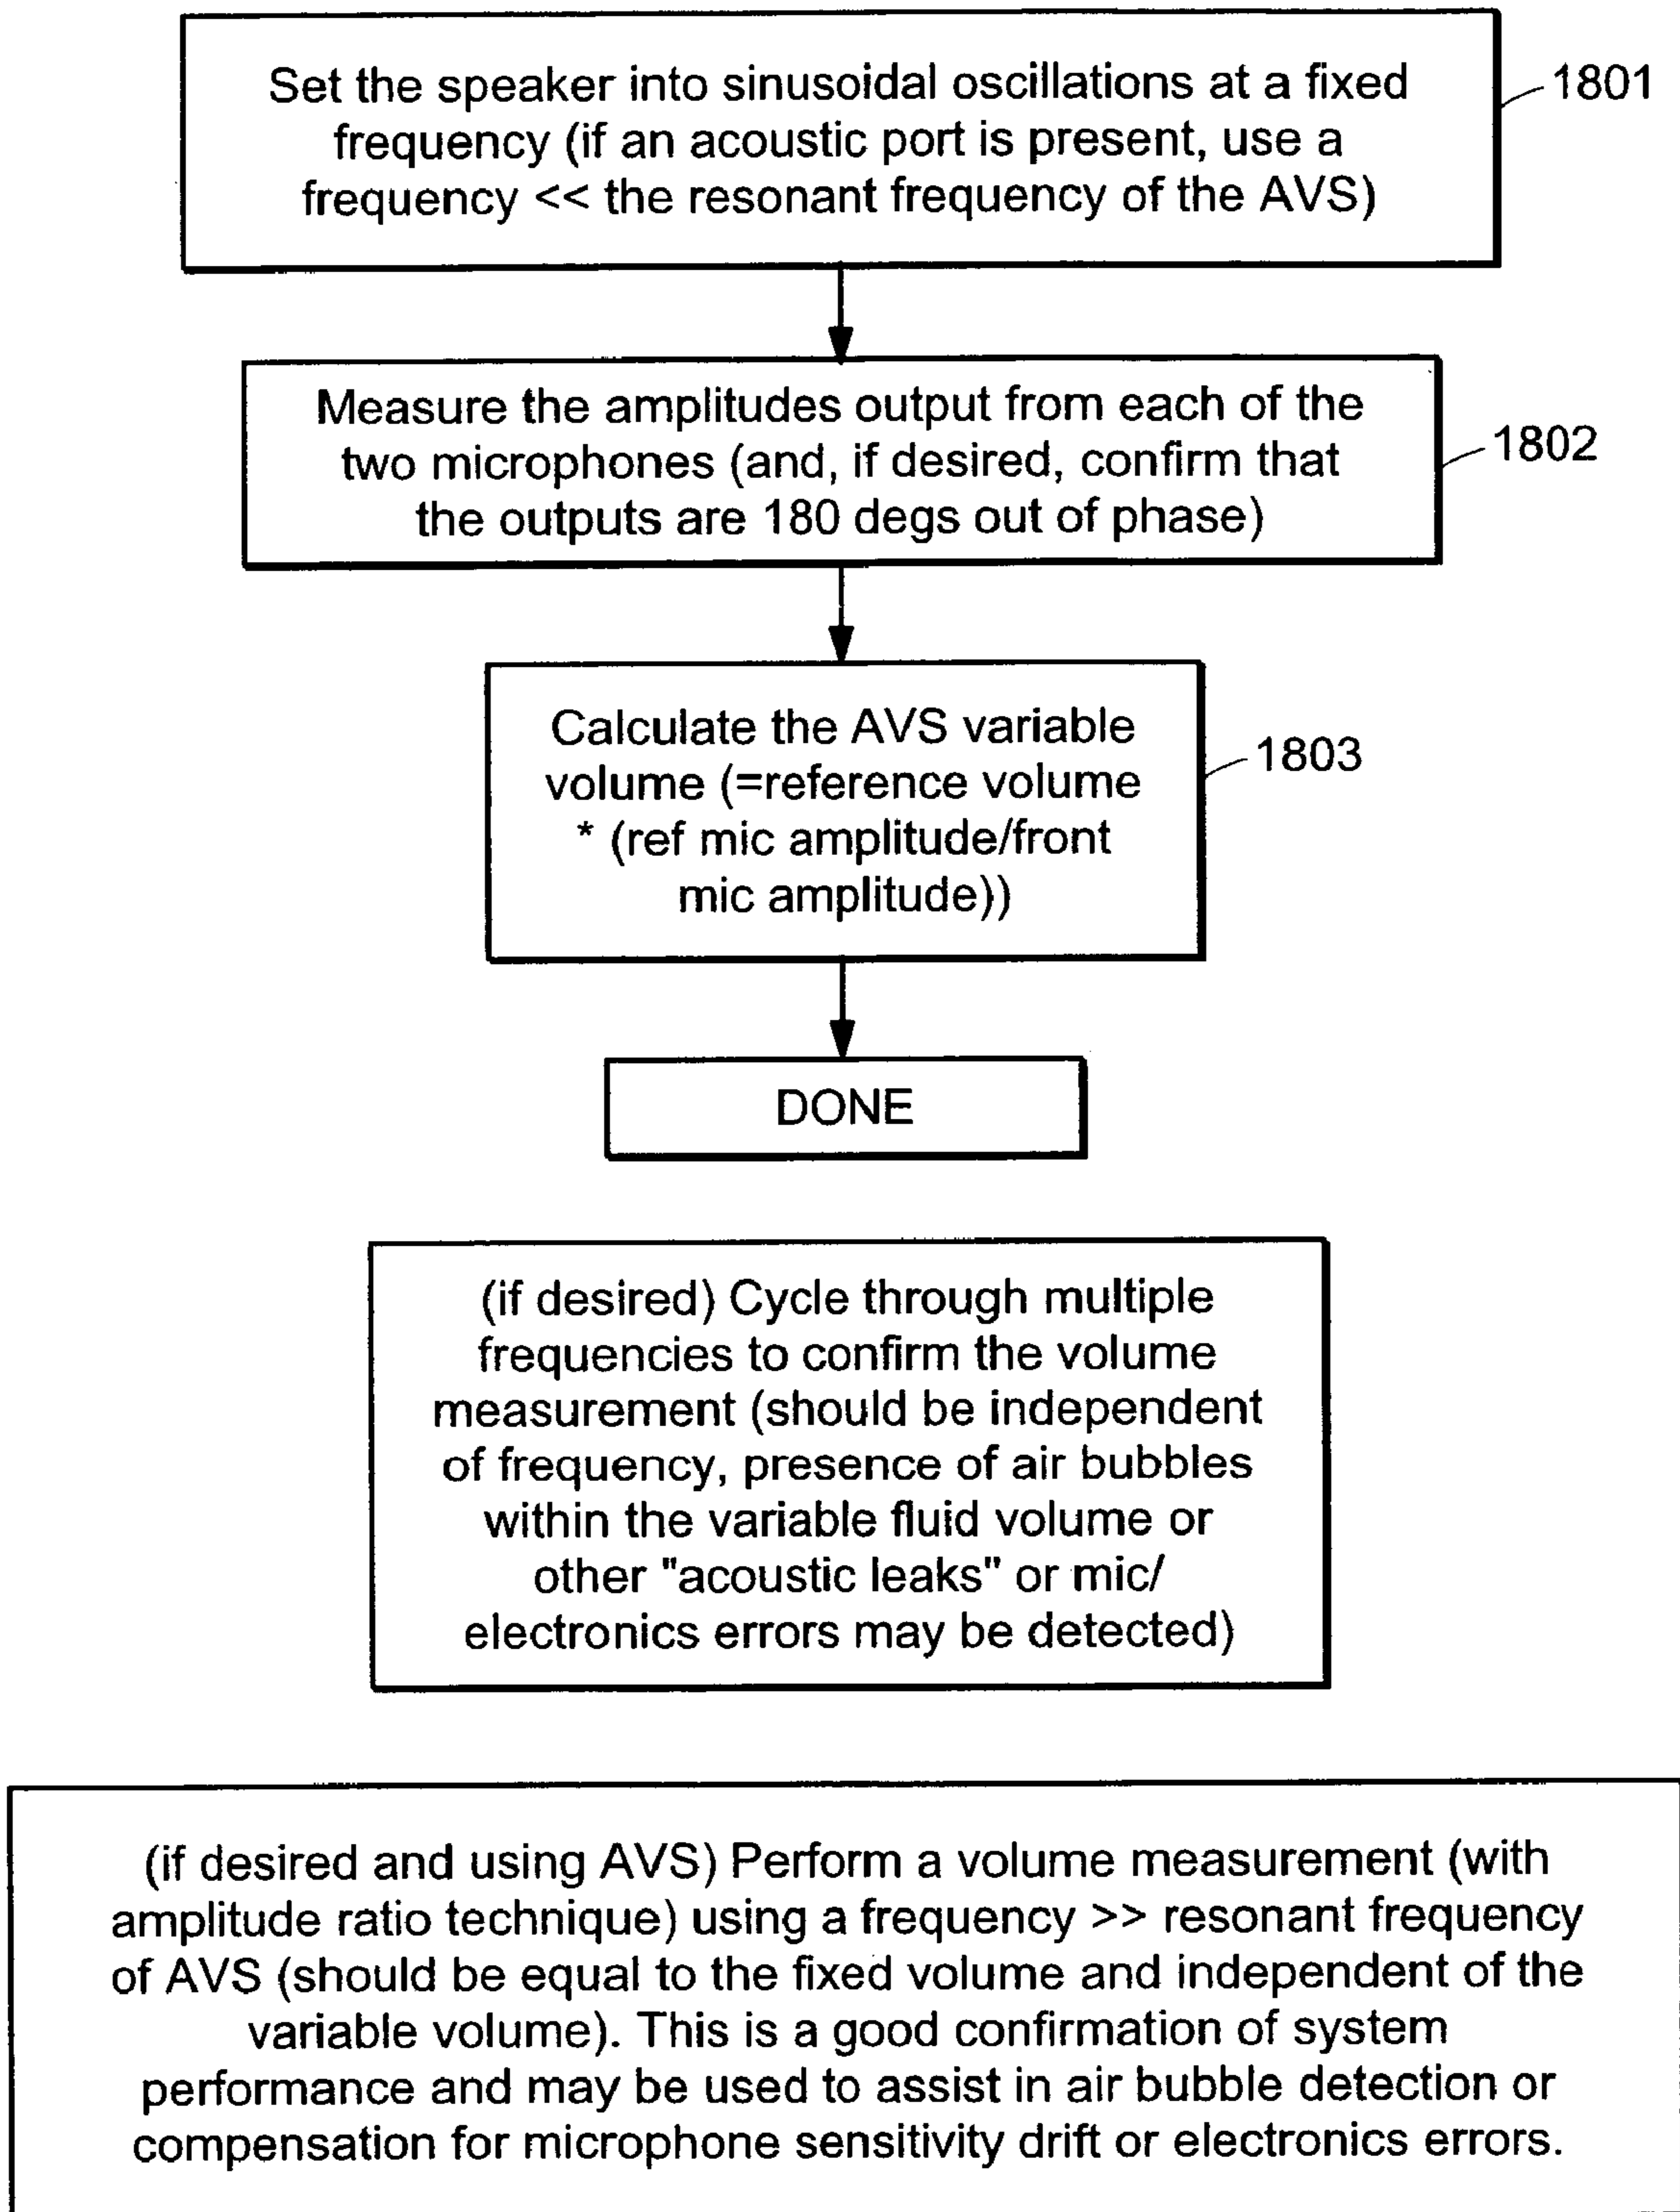 Set the speaker into sinusoidal oscillations at a fixed
frequency (if an acoustic port is present, use a
frequency << the resonant frequency of the AVS)
1801
Measure the amplitudes output from each of the
two microphones (and, if desired, confirm that
the outputs are 180 degs out of phase)
1802
Calculate the AVS variable
volume (=reference volume
* (ref mic amplitude/front
mic amplitude))
1803
DONE
(if desired) Cycle through multiple
frequencies to confirm the volume
measurement (should be independent
of frequency, presence of air bubbles
within the variable fluid volume or
other "acoustic leaks" or mic/
electronics errors may be detected)
(if desired and using AVS) Perform a volume measurement (with
amplitude ratio technique) using a frequency >> resonant frequency
of AVS (should be equal to the fixed volume and independent of the
variable volume). This is a good confirmation of system
performance and may be used to assist in air bubble detection or
compensation for microphone sensitivity drift or electronics errors.